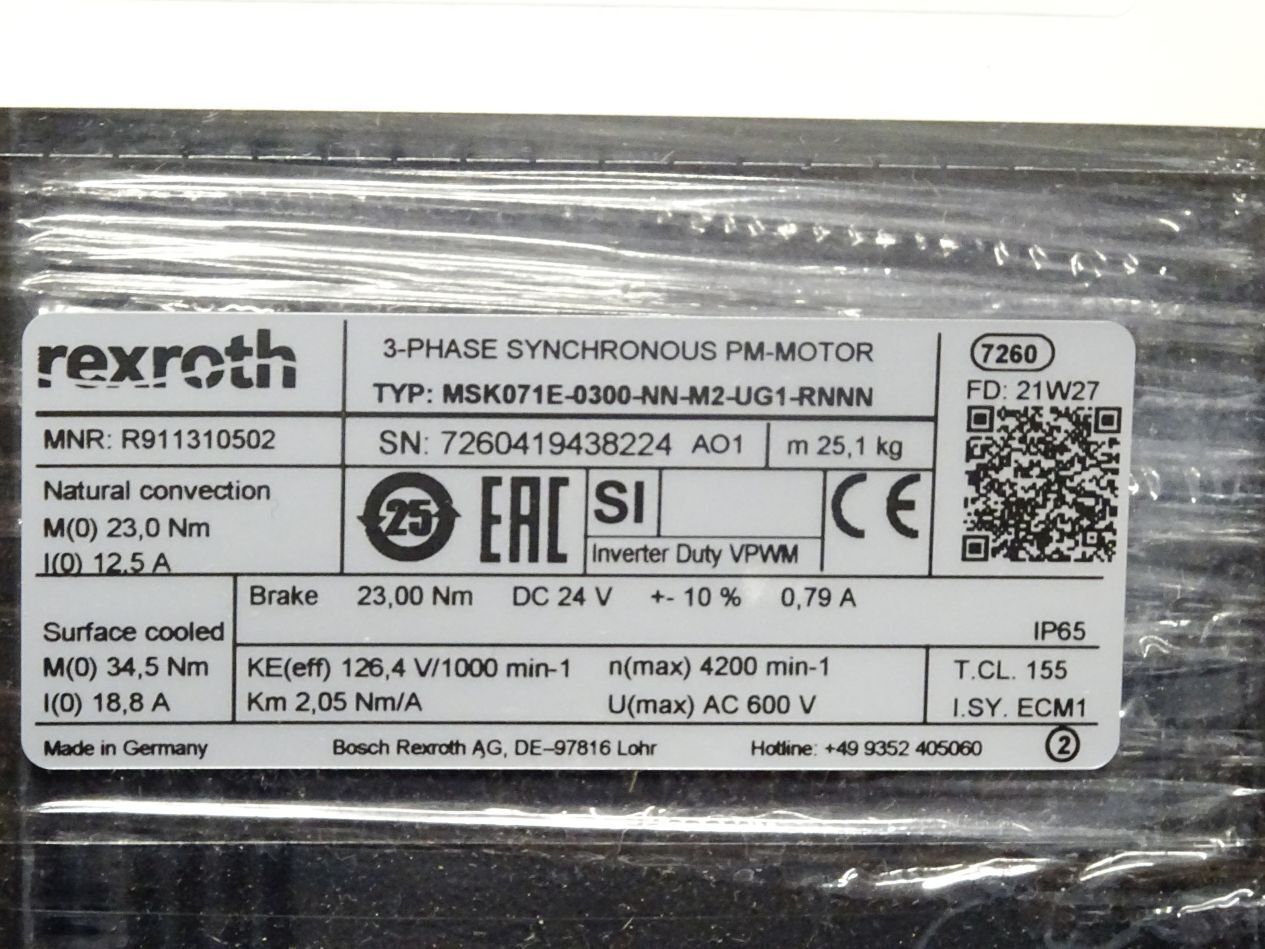 rexroth
3-PHASE SYNCHRONOUS PM-MOTOR
TYP: MSK071E-0300-NN-M2-UG1-RNNN
7260
FD: 21W27
MNR: R911310502
SN: 7260419438224 AO1
m 25,1 kg
Natural convection
M(0) 23,0 Nm
I(0) 12,5 A
25
EAC
SI
Inverter Duty VPWM
CE
Brake 23,00 Nm DC 24 V +- 10 % 0,79 A
IP65
Surface cooled
M(0) 34,5 Nm
I(0) 18,8 A
KE(eff) 126,4 V/1000 min-1 n(max) 4200 min-1
Km 2,05 Nm/A U(max) AC 600 V
T.CL. 155
I.SY. ECM1
Made in Germany
Bosch Rexroth AG, DE–97816 Lohr
Hotline: +49 9352 405060
2